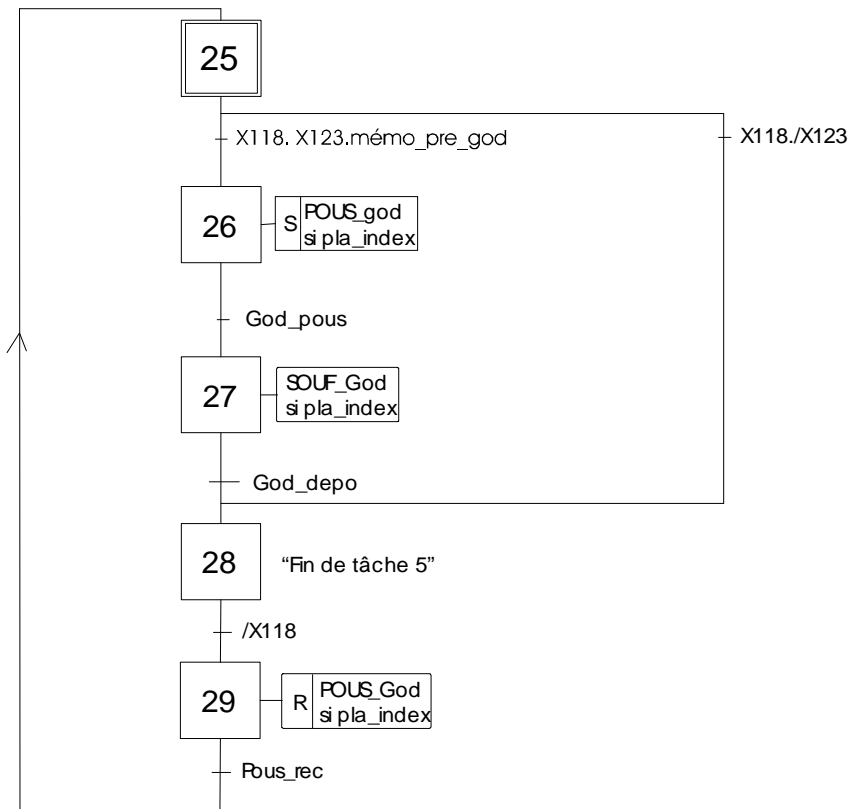 25
X118. X123.mémo_pre_god
X118./X123
26
S
POUS_god
si pla_index
God_pous
27
SOUF_God
si pla_index
God_depo
28
“Fin de tâche 5”
/X118
29
R
POUS_God
si pla_index
Pous_rec